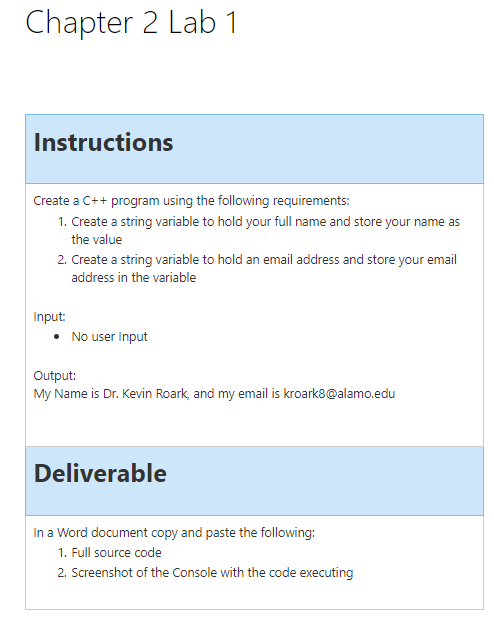 Chapter 2 Lab 1
Instructions
Create a C++ program using the following requirements:
1. Create a string variable to hold your full name and store your name as
the value
2. Create a string variable to hold an email address and store your email
address in the variable
Input:
• No user Input
Output:
My Name is Dr. Kevin Roark, and my email is kroark8@alamo.edu
Deliverable
In a Word document copy and paste the following:
1. Full source code
2. Screenshot of the Console with the code executing